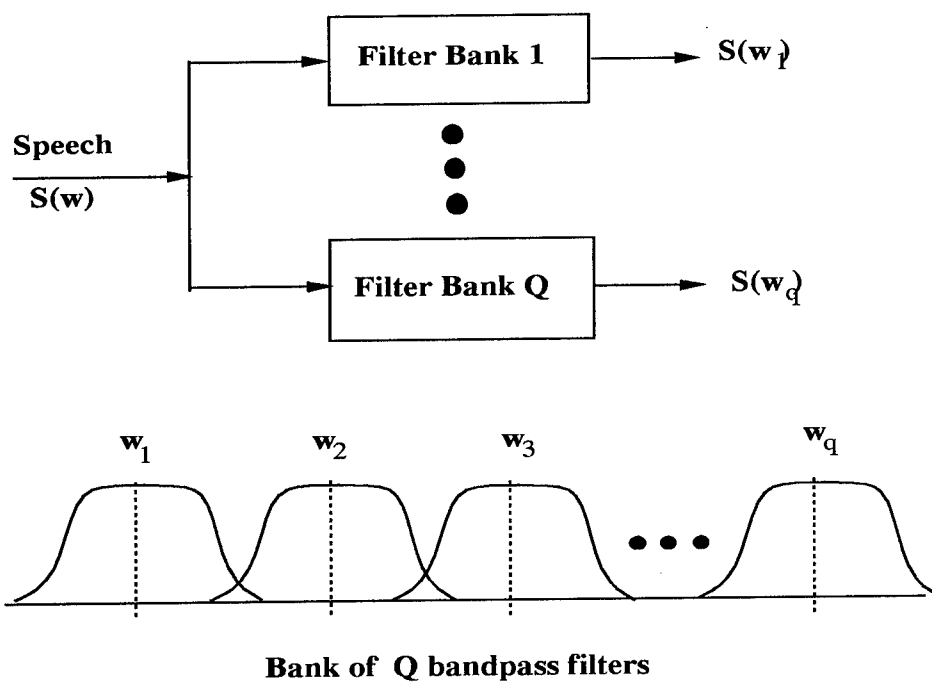 Filter Bank 1
S(w1)
Speech
S(w)
Filter Bank Q
S(wq)
w1
w2
w3
wq
Bank of Q bandpass filters